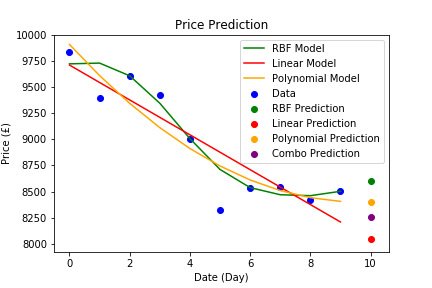 Price Prediction
Price (£)
10000
9750
9500
9250
9000
8750
8500
8250
8000
RBF Model
Linear Model
Polynomial Model
Data
RBF Prediction
Linear Prediction
Polynomial Prediction
Combo Prediction
0 2 4 6 8 10
Date (Day)